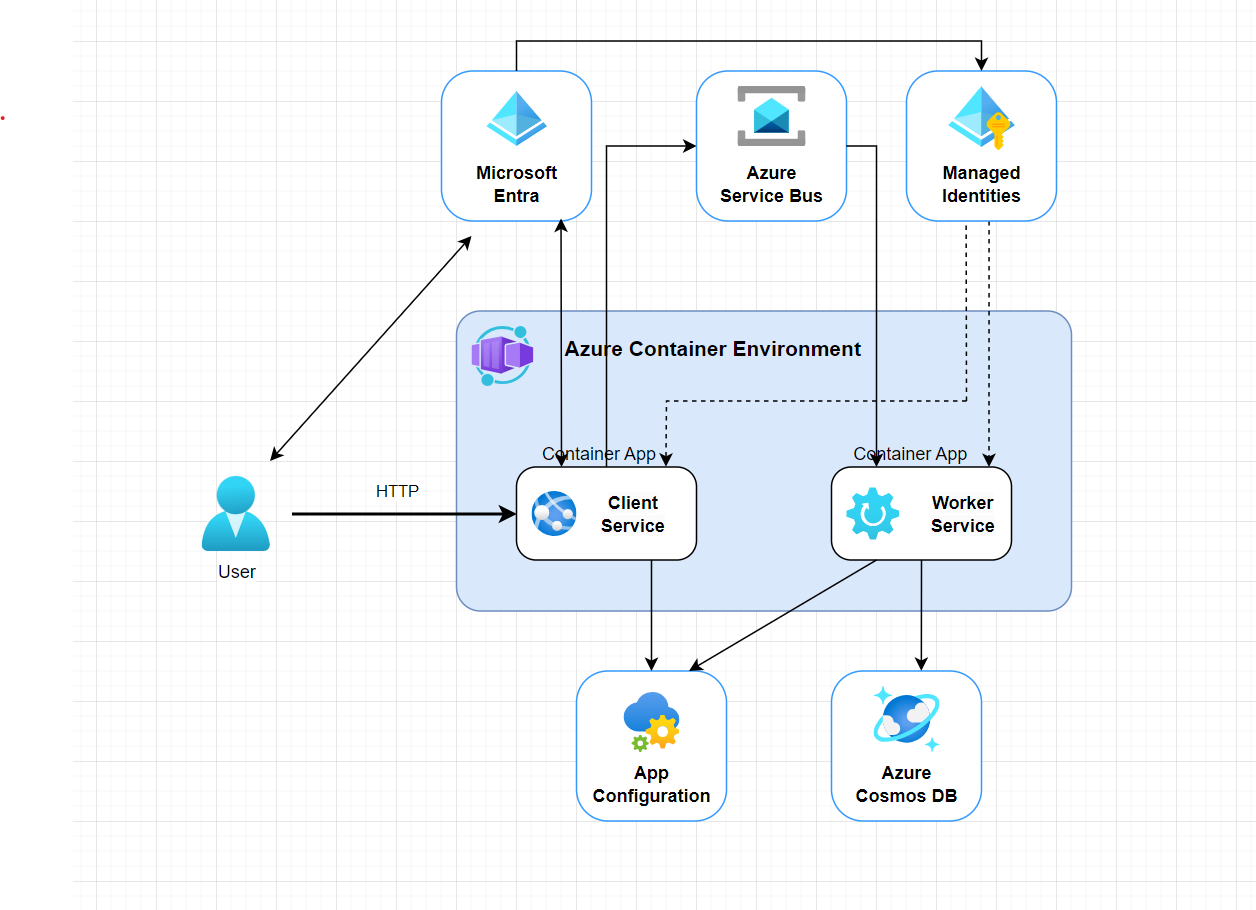 Microsoft
Entra
Azure
Service Bus
Managed
Identities
Azure Container Environment
Container App
Container App
HTTP
Client
Service
Worker
Service
User
App
Configuration
Azure
Cosmos DB